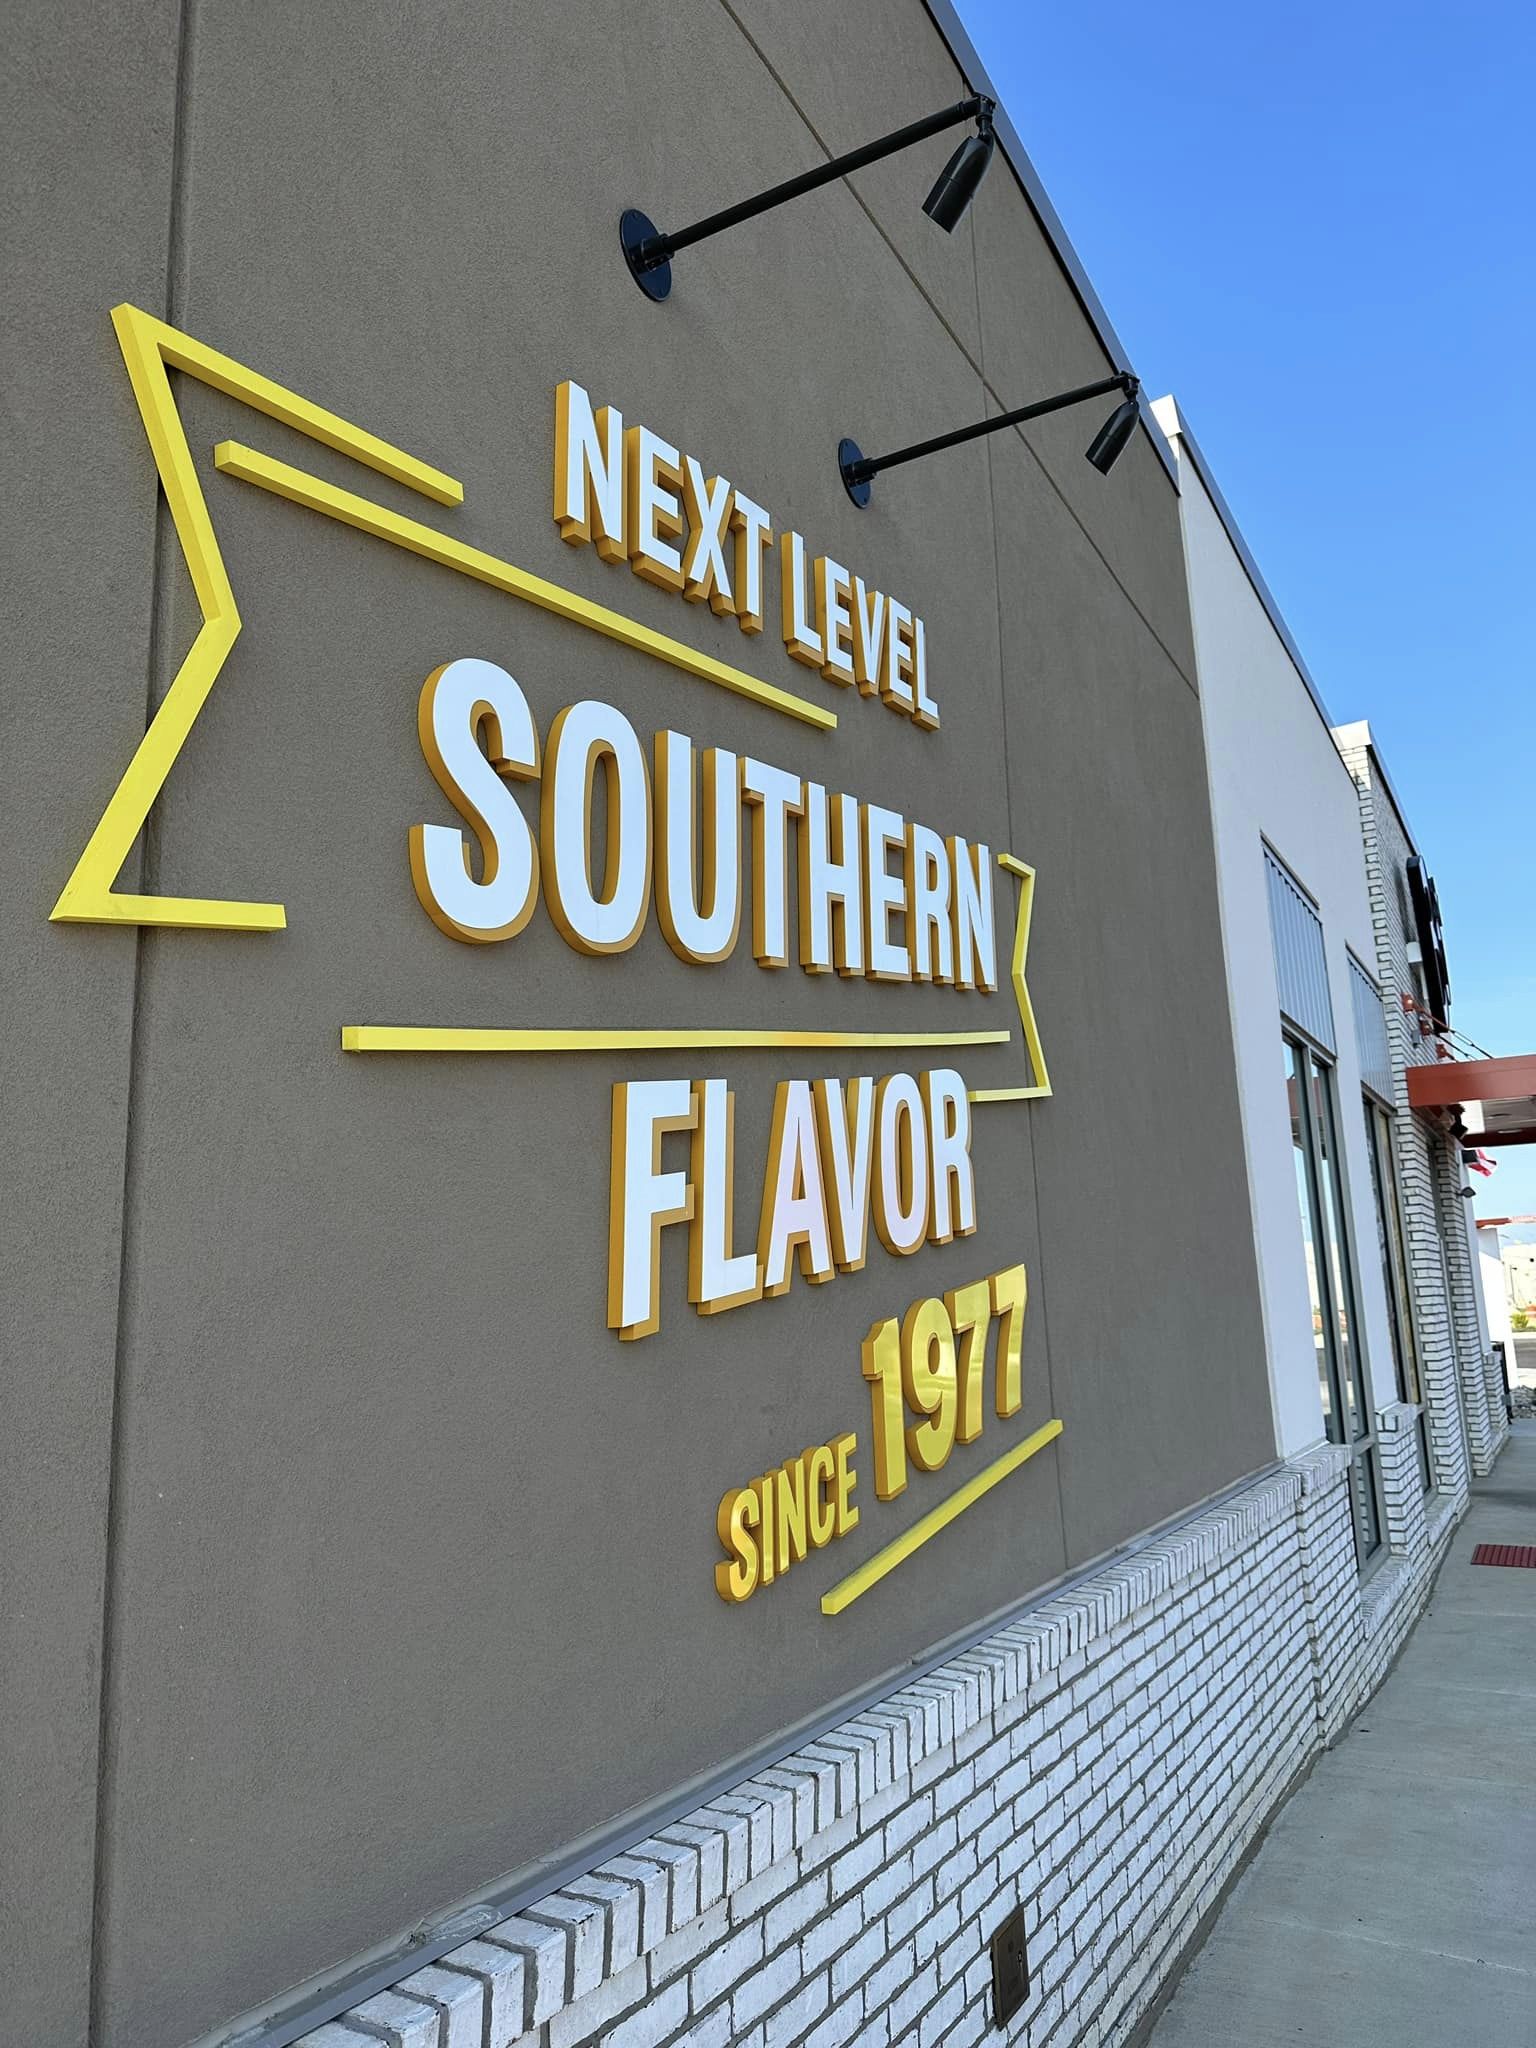 NEXT LEVEL
SOUTHERN
FLAVOR
SINCE 1977